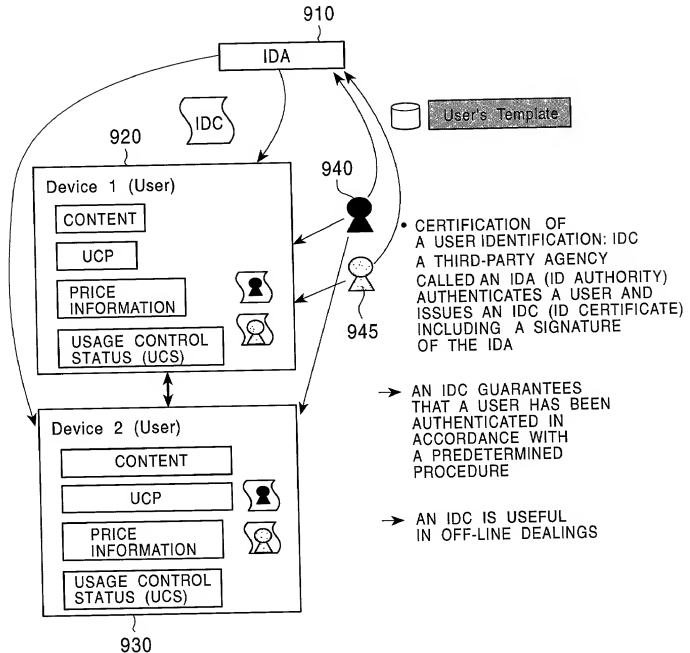 910
IDA
IDC
User's Template
920
940
Device 1 (User)
CONTENT
UCP
PRICE
INFORMATION
USAGE CONTROL
STATUS (UCS)
945
• CERTIFICATION OF
A USER IDENTIFICATION: IDC
A THIRD-PARTY AGENCY
CALLED AN IDA (ID AUTHORITY)
AUTHENTICATES A USER AND
ISSUES AN IDC (ID CERTIFICATE)
INCLUDING A SIGNATURE
OF THE IDA
→ AN IDC GUARANTEES
THAT A USER HAS BEEN
AUTHENTICATED IN
ACCORDANCE WITH
A PREDETERMINED
PROCEDURE
→ AN IDC IS USEFUL
IN OFF-LINE DEALINGS
Device 2 (User)
CONTENT
UCP
PRICE
INFORMATION
USAGE CONTROL
STATUS (UCS)
930